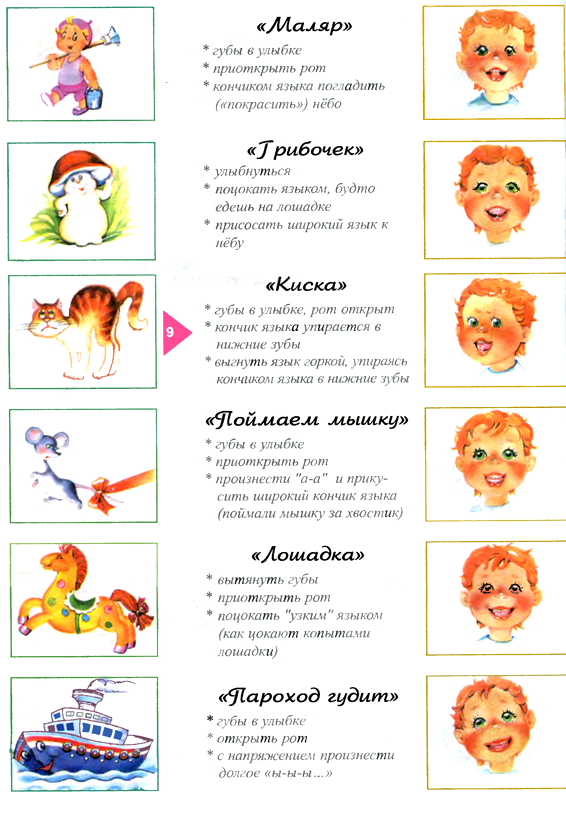 «Маляр»
* губы в улыбке
* приоткрыть рот
* кончиком языка погладить
(«покрасить») нёбо
«Грибочек»
* улыбнуться
* поцокать языком, будто
едешь на лошадке
* присосать широкий язык к
нёбу
«Киска»
* губы в улыбке, рот открыт
* кончик языка упирается в
нижние зубы
* выгнуть язык горкой, упираясь
кончиком языка в нижние зубы
9
«Поймаем мышку»
* губы в улыбке
* приоткрыть рот
* произнести "а-а" и прику-
сить широкий кончик языка
(поймали мышку за хвостик)
«Лошадка»
* вытянуть губы
* приоткрыть рот
* поцокать "узким" языком
(как цокают копытами
лошадки)
«Пароход гудит»
* губы в улыбке
* открыть рот
* с напряжением произнести
долгое «ы-ы-ы...»